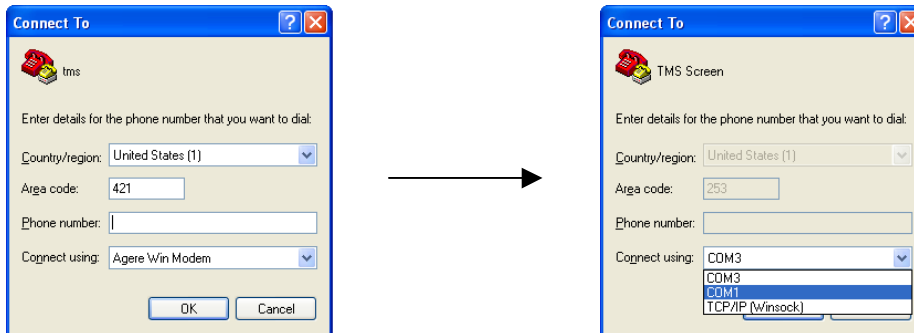 Connect To
tms
Enter details for the phone number that you want to dial:
Country/region: United States (1)
Area code: 421
Phone number:
Connect using: Agere Win Modem
OK Cancel
Connect To
TMS Screen
Enter details for the phone number that you want to dial:
Country/region: United States (1)
Area code: 253
Phone number:
Connect using: COM3
COM3
COM1
TCP/IP (Winsock)